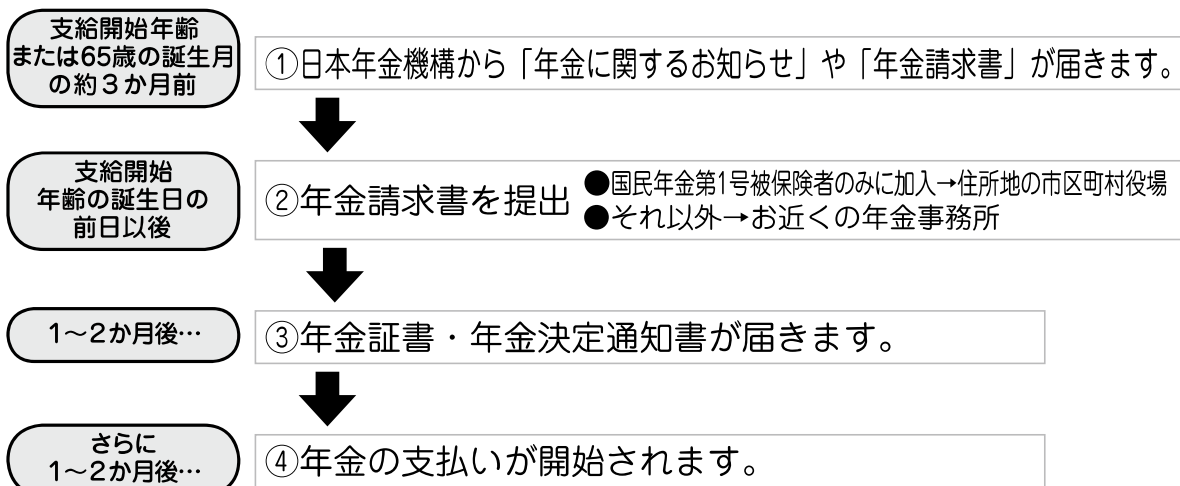 支給開始年齢
または65歳の誕生月
の約3か月前
①日本年金機構から「年金に関するお知らせ」や「年金請求書」が届きます。
支給開始
年齢の誕生日の
前日以後
②年金請求書を提出
●国民年金第1号被保険者のみに加入→住所地の市区町村役場
●それ以外→お近くの年金事務所
1～2か月後…
③年金証書・年金決定通知書が届きます。
さらに
1～2か月後…
④年金の支払いが開始されます。